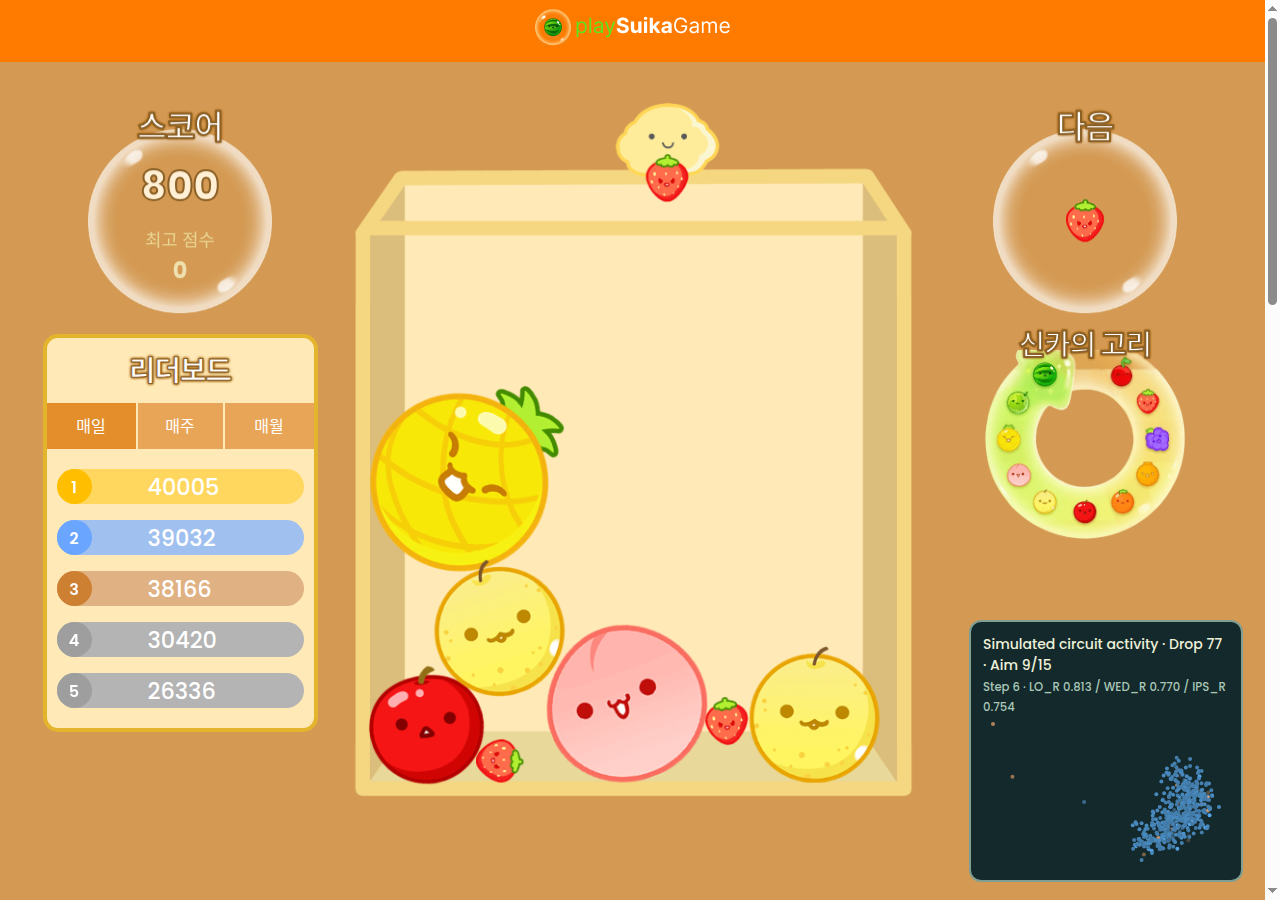 playSuikaGame
스코어
800
최고 점수
0
다음
리더보드
매일 매주 매월
1 40005
2 39032
3 38166
4 30420
5 26336
신카의 고리
Simulated circuit activity · Drop 77
· Aim 9/15
Step 6 · LO_R 0.813 / WED_R 0.770 / IPS_R
0.754